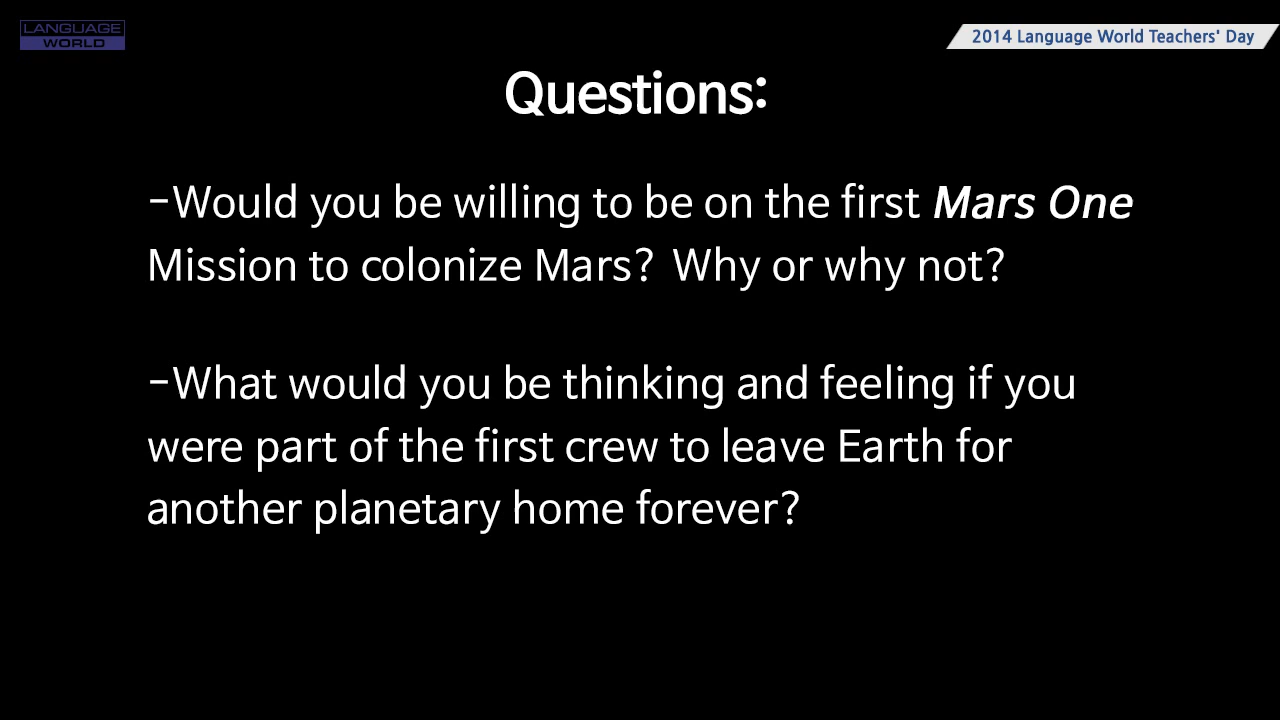 LANGUAGE
WORLD
2014 Language World Teachers' Day
Questions:
-Would you be willing to be on the first Mars One
Mission to colonize Mars? Why or why not?
-What would you be thinking and feeling if you
were part of the first crew to leave Earth for
another planetary home forever?